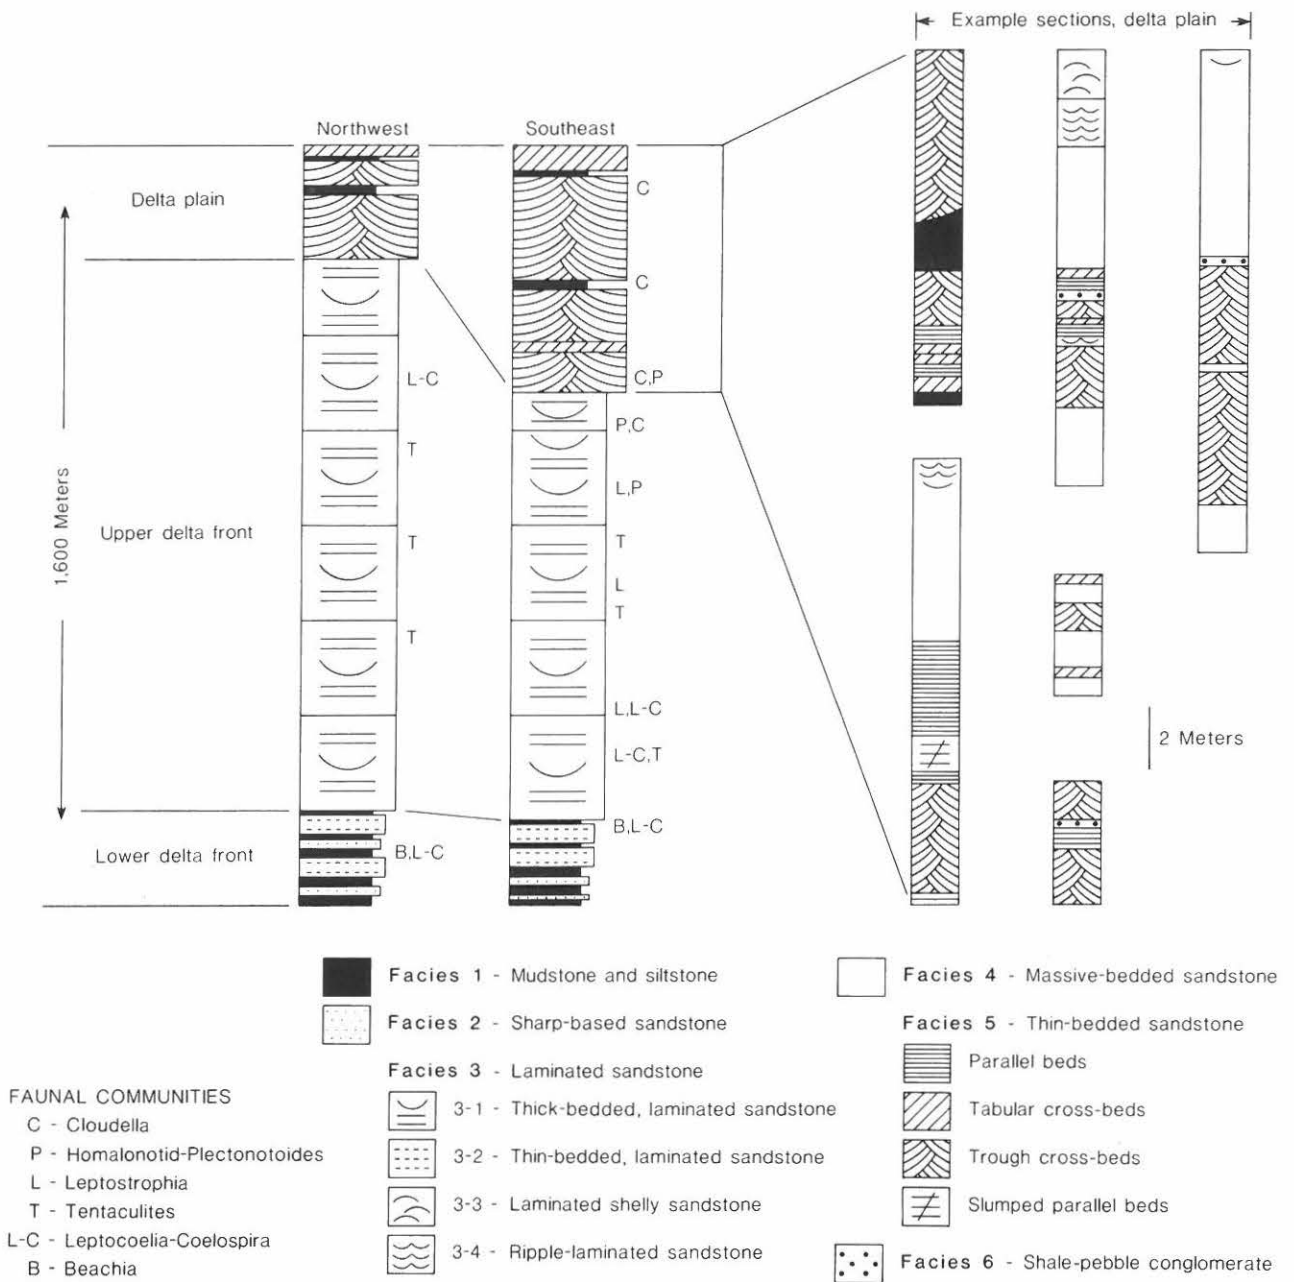 Example sections, delta plain
Northwest
Southeast
Delta plain
C
C
C,P
L-C
P,C
T
L,P
1,600 Meters
Upper delta front
T
T
L
T
T
L,L-C
L-C,T
2 Meters
B,L-C
Lower delta front
B,L-C
Facies 1 - Mudstone and siltstone
Facies 2 - Sharp-based sandstone
Facies 3 - Laminated sandstone
3-1 - Thick-bedded, laminated sandstone
3-2 - Thin-bedded, laminated sandstone
3-3 - Laminated shelly sandstone
3-4 - Ripple-laminated sandstone
Facies 4 - Massive-bedded sandstone
Facies 5 - Thin-bedded sandstone
Parallel beds
Tabular cross-beds
Trough cross-beds
Slumped parallel beds
Facies 6 - Shale-pebble conglomerate
FAUNAL COMMUNITIES
C - Cloudella
P - Homalonotid-Plectonotoides
L - Leptostrophia
T - Tentaculites
L-C - Leptocoelia-Coelospira
B - Beachia